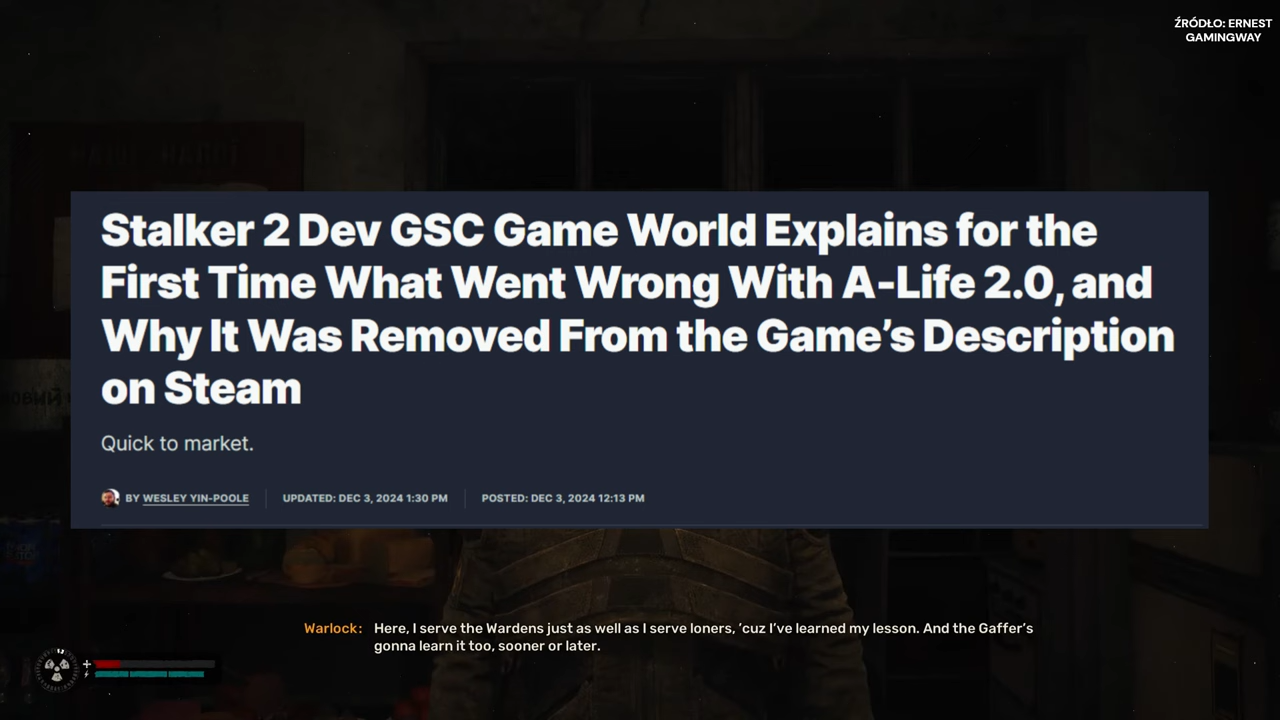 ŹRÓDŁO: ERNEST
GAMINGWAY
Stalker 2 Dev GSC Game World Explains for the
First Time What Went Wrong With A-Life 2.0, and
Why It Was Removed From the Game’s Description
on Steam
Quick to market.
BY WESLEY YIN-POOLE UPDATED: DEC 3, 2024 1:30 PM POSTED: DEC 3, 2024 12:13 PM
Warlock: Here, I serve the Wardens just as well as I serve loners, ’cuz I’ve learned my lesson. And the Gaffer’s
gonna learn it too, sooner or later.